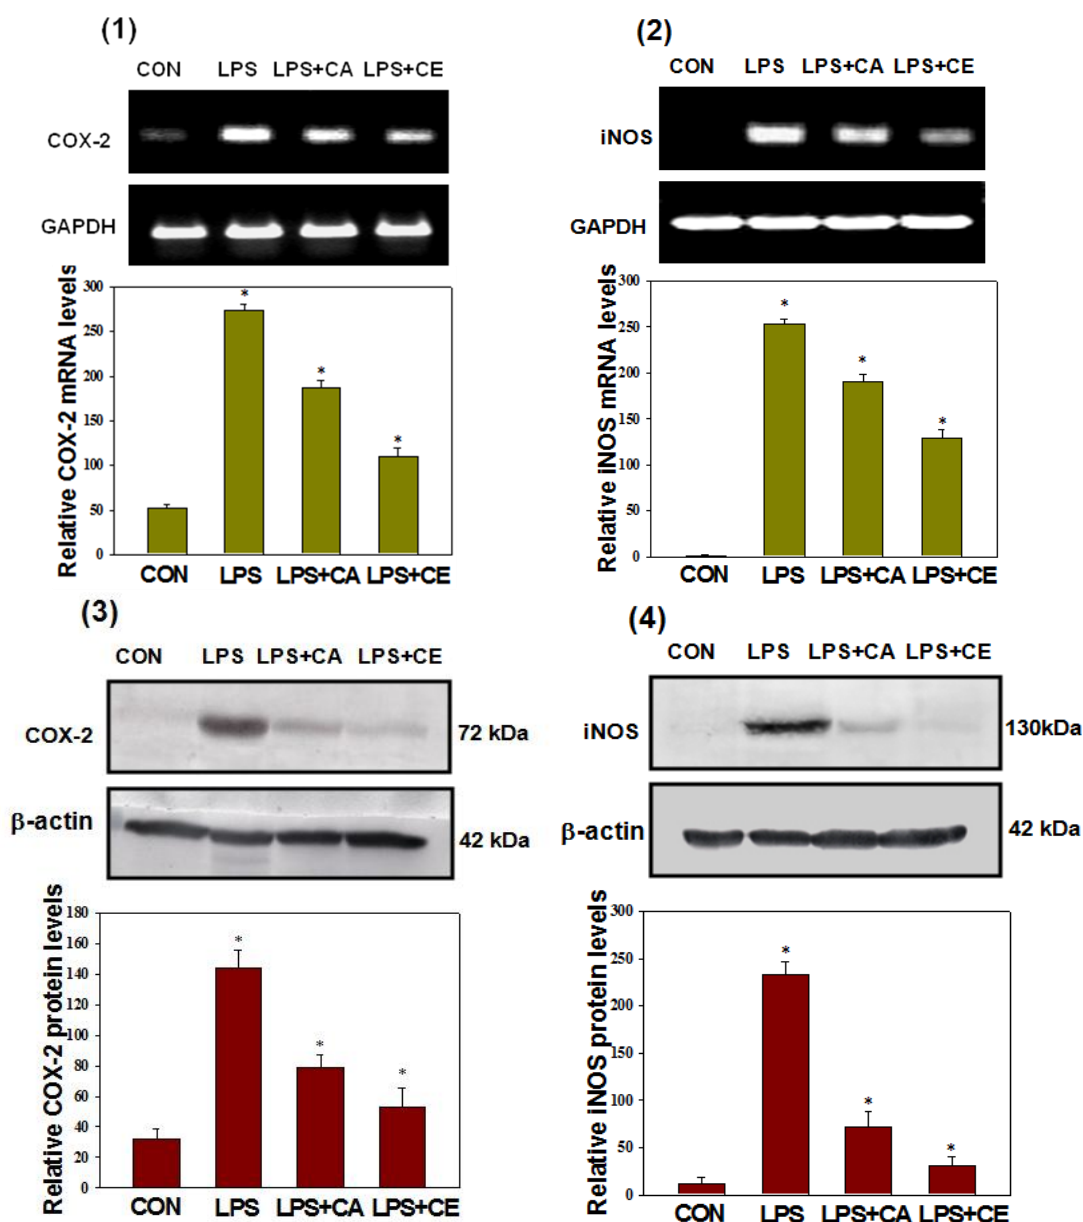 (1)
CON LPS LPS+CA LPS+CE
COX-2
GAPDH
Relative COX-2 mRNA levels
300
250
200
150
100
50
0
* * *
CON LPS LPS+CA LPS+CE
(2)
CON LPS LPS+CA LPS+CE
iNOS
GAPDH
Relative iNOS mRNA levels
300
250
200
150
100
50
0
* * *
CON LPS LPS+CA LPS+CE
(3)
CON LPS LPS+CA LPS+CE
COX-2 72 kDa
β-actin 42 kDa
Relative COX-2 protein levels
180
160
140
120
100
80
60
40
20
0
* * *
CON LPS LPS+CA LPS+CE
(4)
CON LPS LPS+CA LPS+CE
iNOS 130kDa
β-actin 42 kDa
Relative iNOS protein levels
300
250
200
150
100
50
0
* * *
CON LPS LPS+CA LPS+CE